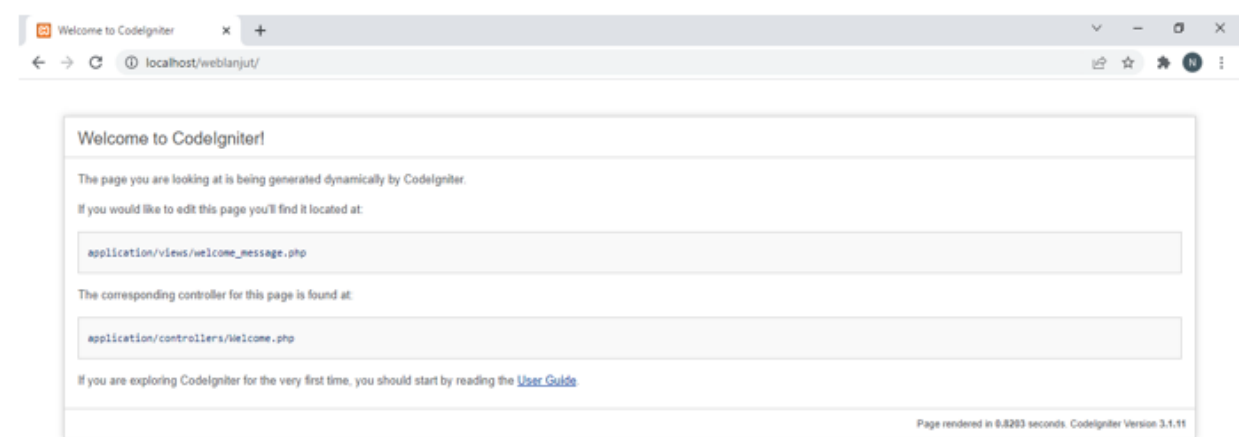 Welcome to CodeIgniter
localhost/weblanjut/
N
Welcome to CodeIgniter!
The page you are looking at is being generated dynamically by CodeIgniter.
If you would like to edit this page you'll find it located at:
application/views/welcome_message.php
The corresponding controller for this page is found at:
application/controllers/Welcome.php
If you are exploring CodeIgniter for the very first time, you should start by reading the User Guide.
Page rendered in 0.8203 seconds. CodeIgniter Version 3.1.11